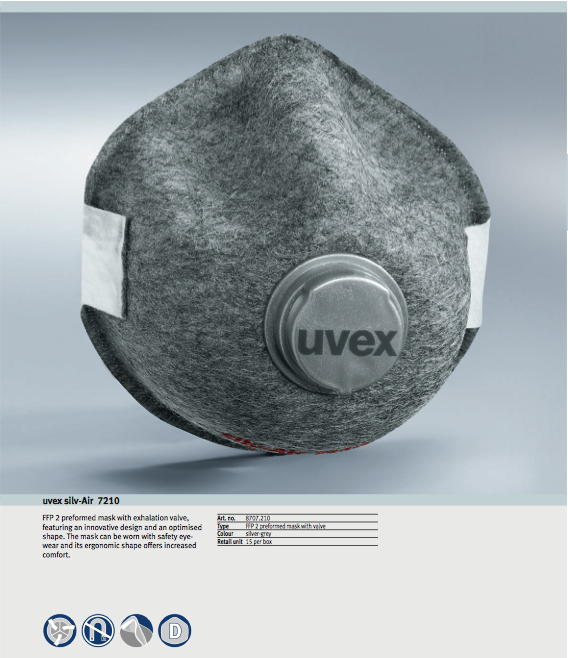 uvex
uvex silv-Air 7210
FFP 2 preformed mask with exhalation valve,
featuring an innovative design and an optimised
shape. The mask can be worn with safety eye-
wear and its ergonomic shape offers increased
comfort.
Art. no. 8707.210
Type FFP 2 preformed mask with valve
Colour silver-grey
Retail unit 15 per box
D